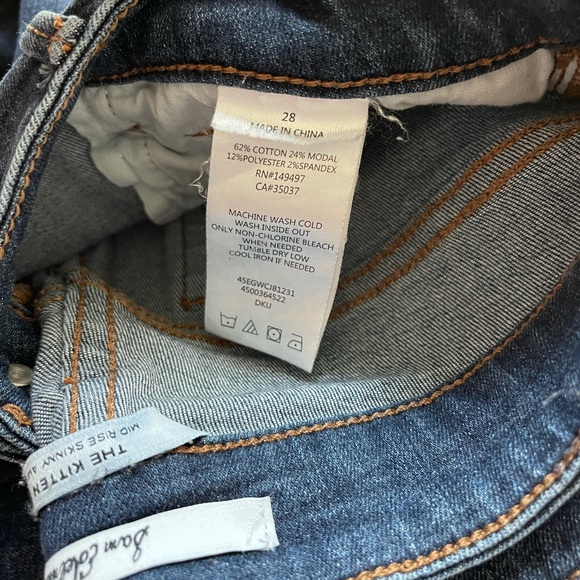 28
MADE IN CHINA
62% COTTON 24% MODAL
12%POLYESTER 2%SPANDEX
RN#149497
CA#35037
MACHINE WASH COLD
WASH INSIDE OUT
ONLY NON-CHLORINE BLEACH
WHEN NEEDED
TUMBLE DRY LOW
COOL IRON IF NEEDED
45EGWCJB1231
4500364522
DKU
THE KITTEN
MID RISE SKINNY
Sam